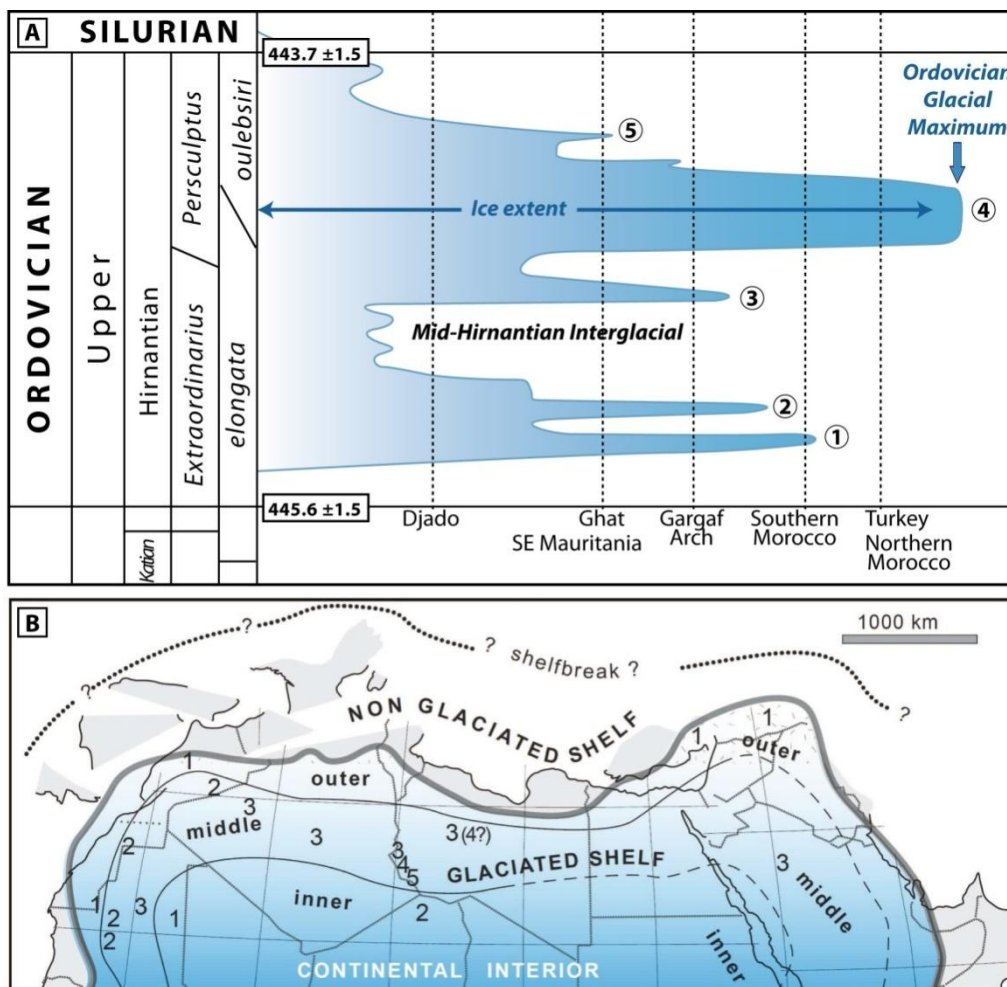 A
SILURIAN
443.7 ±1.5
ORDOVICIAN
Upper
Hirnantian
Katian
Persculptus
Extraordinarius
oulebsiri
elongata
Ordovician
Glacial
Maximum
5
Ice extent
4
3
Mid-Hirnantian Interglacial
2
1
445.6 ±1.5
Djado
Ghat
SE Mauritania
Gargaf
Arch
Southern
Morocco
Turkey
Northern
Morocco
B
1000 km
? ? ? shelfbreak ? ?
NON GLACIATED SHELF
1 outer 1 1 outer
2 middle 3 3 3 (4?)
2 3 4 5 GLACIATED SHELF 3 middle
1 2 3 1 inner 2 inner
2
CONTINENTAL INTERIOR